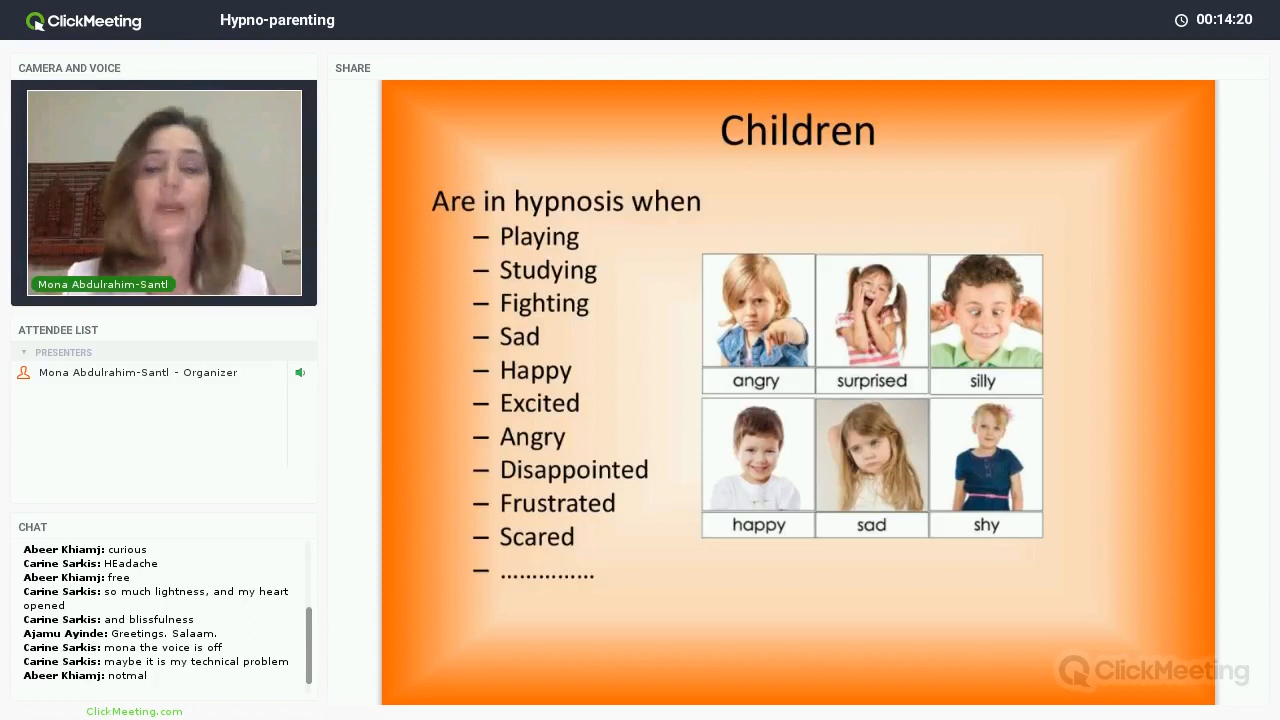 ClickMeeting
Hypno-parenting
00:14:20
CAMERA AND VOICE
Mona Abdulrahim-Santl
ATTENDEE LIST
PRESENTERS
Mona Abdulrahim-Santl - Organizer
CHAT
Abeer Khiamj: curious
Carine Sarkis: HEadache
Abeer Khiamj: free
Carine Sarkis: so much lightness, and my heart
opened
Carine Sarkis: and blissfulness
Ajamu Ayinde: Greetings. Salaam.
Carine Sarkis: mona the voice is off
Carine Sarkis: maybe it is my technical problem
Abeer Khiamj: notmal
ClickMeeting.com
SHARE
Children
Are in hypnosis when
– Playing
– Studying
– Fighting
– Sad
– Happy
– Excited
– Angry
– Disappointed
– Frustrated
– Scared
– ...............
angry surprised silly
happy sad shy
ClickMeeting